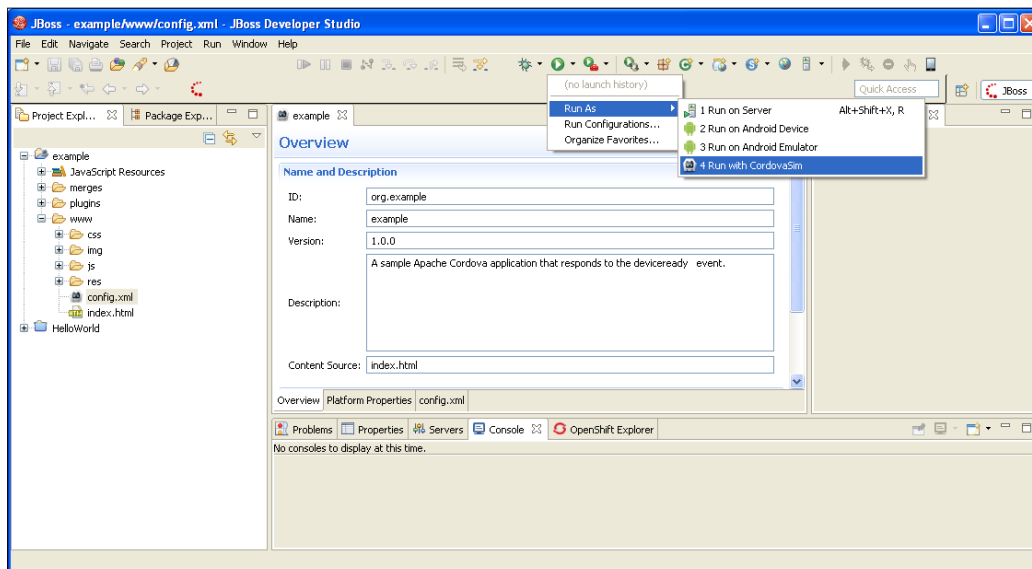 JBoss - example/www/config.xml - JBoss Developer Studio
File Edit Navigate Search Project Run Window Help
(no launch history)
Quick Access
JBoss
Run As
Run Configurations...
Organize Favorites...
1 Run on Server Alt+Shift+X, R
2 Run on Android Device
3 Run on Android Emulator
4 Run with CordovaSim
Project Expl... Package Exp...
example
JavaScript Resources
merges
plugins
www
css
img
js
res
config.xml
index.html
HelloWorld
example
Overview
Name and Description
ID: org.example
Name: example
Version: 1.0.0
Description: A sample Apache Cordova application that responds to the deviceready event.
Content Source: index.html
Overview Platform Properties config.xml
Problems Properties Servers Console OpenShift Explorer
No consoles to display at this time.